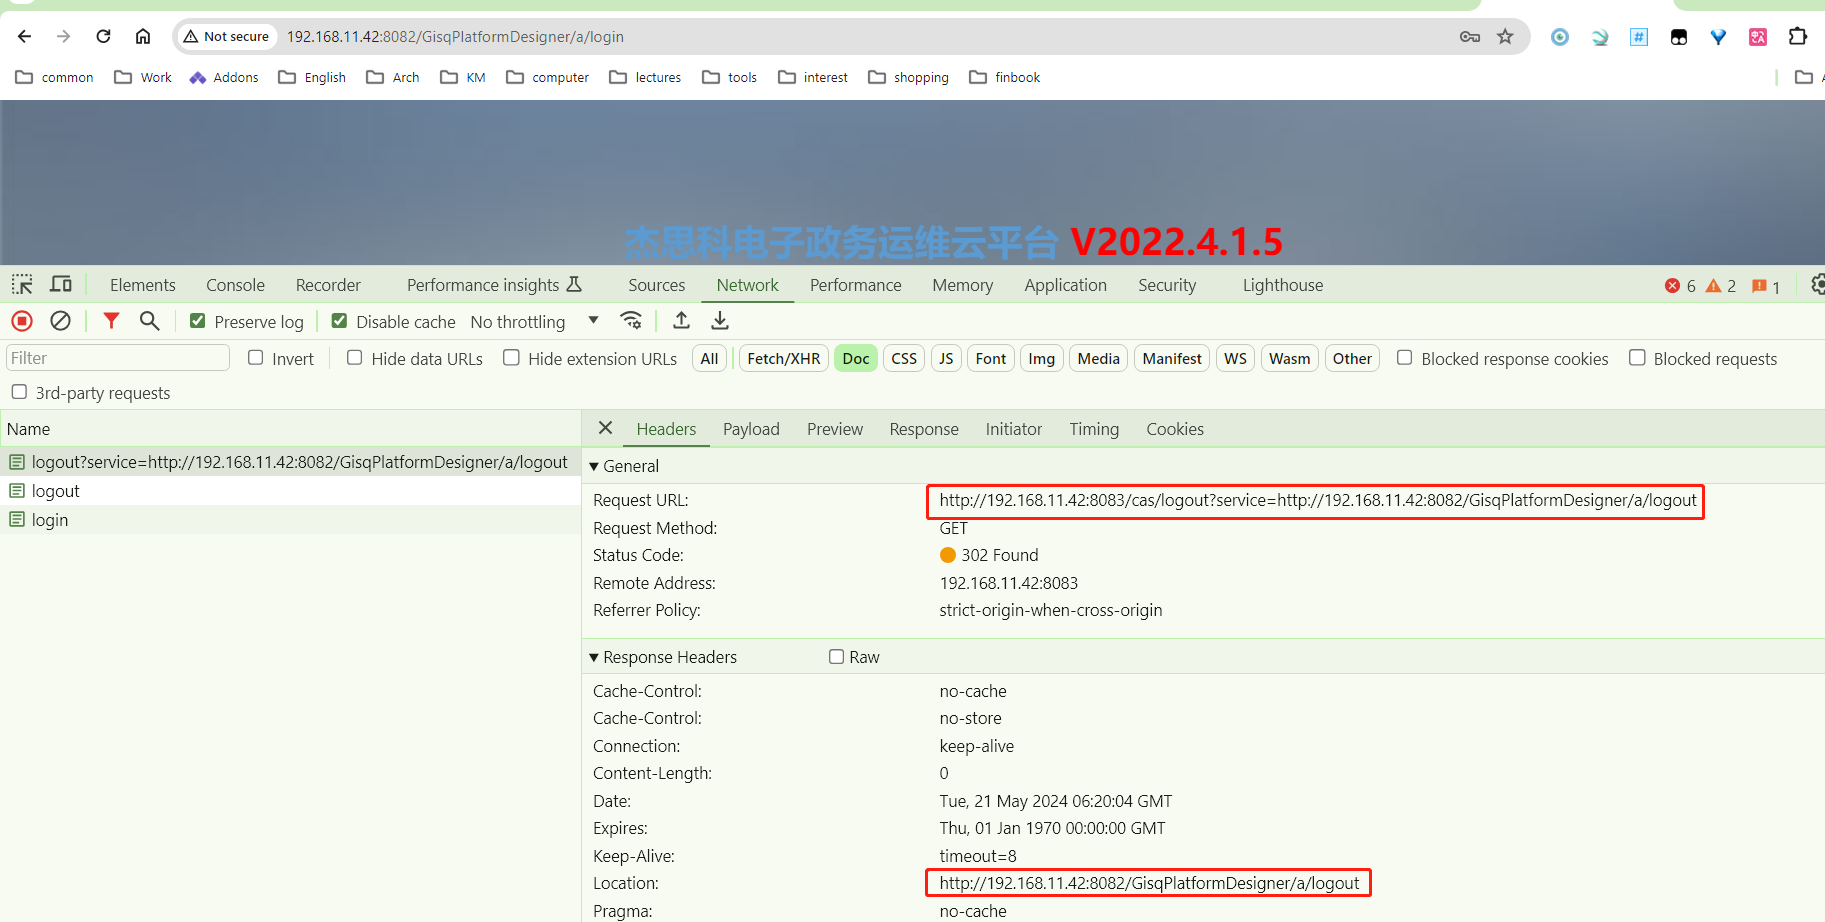 Not secure 192.168.11.42:8082/GisqPlatformDesigner/a/login
common Work Addons English Arch KM computer lectures tools interest shopping finbook
杰思科电子政务运维云平台 V2022.4.1.5
Elements Console Recorder Performance insights Sources Network Performance Memory Application Security Lighthouse 6 2 1
Preserve log Disable cache No throttling
Filter Invert Hide data URLs Hide extension URLs All Fetch/XHR Doc CSS JS Font Img Media Manifest WS Wasm Other Blocked response cookies Blocked requests
3rd-party requests
Name Headers Payload Preview Response Initiator Timing Cookies
logout?service=http://192.168.11.42:8082/GisqPlatformDesigner/a/logout
logout
login
General
Request URL: http://192.168.11.42:8083/cas/logout?service=http://192.168.11.42:8082/GisqPlatformDesigner/a/logout
Request Method: GET
Status Code: 302 Found
Remote Address: 192.168.11.42:8083
Referrer Policy: strict-origin-when-cross-origin
Response Headers Raw
Cache-Control: no-cache
Cache-Control: no-store
Connection: keep-alive
Content-Length: 0
Date: Tue, 21 May 2024 06:20:04 GMT
Expires: Thu, 01 Jan 1970 00:00:00 GMT
Keep-Alive: timeout=8
Location: http://192.168.11.42:8082/GisqPlatformDesigner/a/logout
Pragma: no-cache